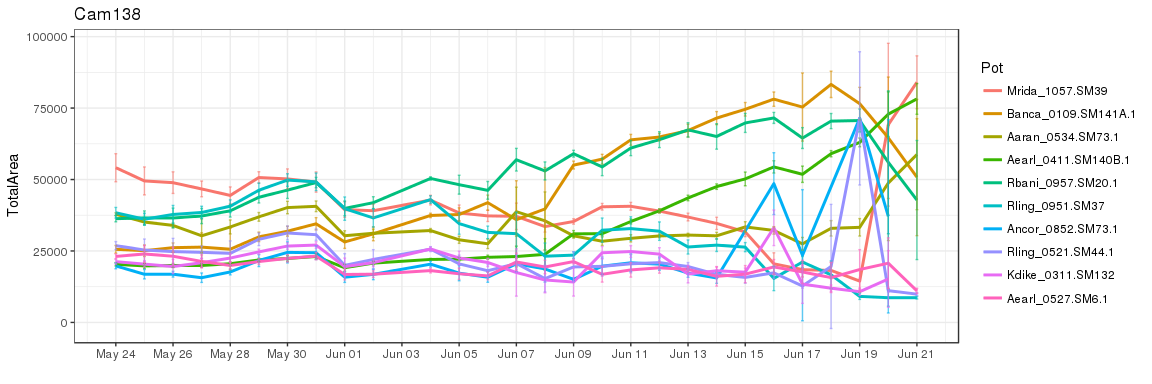 Cam138
100000
75000
50000
25000
0
TotalArea
May 24 May 26 May 28 May 30 Jun 01 Jun 03 Jun 05 Jun 07 Jun 09 Jun 11 Jun 13 Jun 15 Jun 17 Jun 19 Jun 21
Pot
Mrida_1057.SM39
Banca_0109.SM141A.1
Aaran_0534.SM73.1
Aearl_0411.SM140B.1
Rbani_0957.SM20.1
Rling_0951.SM37
Ancor_0852.SM73.1
Rling_0521.SM44.1
Kdike_0311.SM132
Aearl_0527.SM6.1